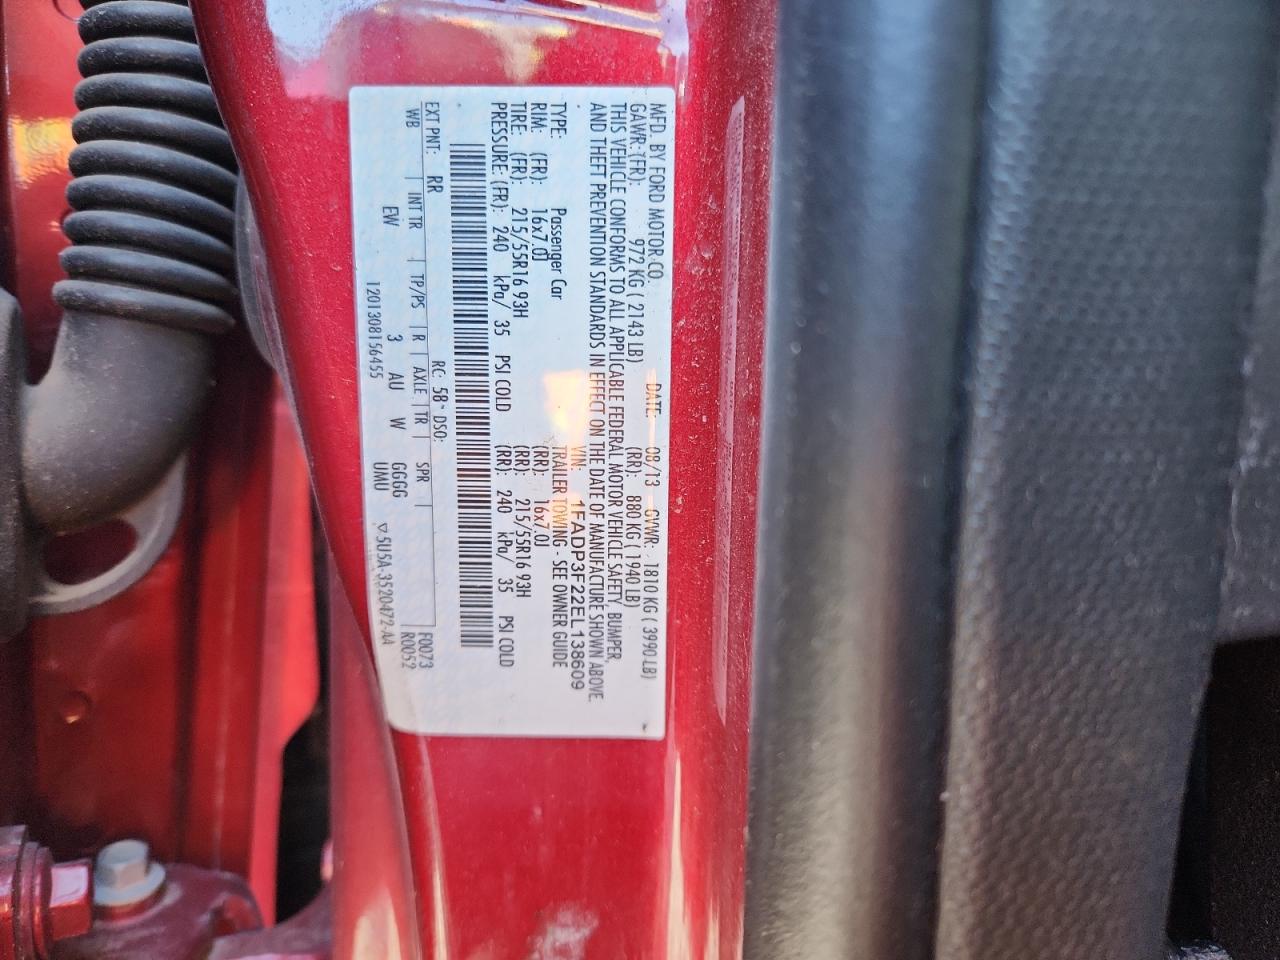 MFD. BY FORD MOTOR CO. DATE: 08/13 GVWR: 1810 KG ( 3990 LB)
GAWR: (FR): 972 KG ( 2143 LB) (RR): 880 KG ( 1940 LB)
THIS VEHICLE CONFORMS TO ALL APPLICABLE FEDERAL MOTOR VEHICLE SAFETY, BUMPER,
AND THEFT PREVENTION STANDARDS IN EFFECT ON THE DATE OF MANUFACTURE SHOWN ABOVE.
VIN: 1FADP3F22EL138609
TYPE: Passenger Car TRAILER TOWING - SEE OWNER GUIDE
RIM: (FR): 16x7.0J (RR): 16x7.0J
TIRE: (FR): 215/55R16 93H (RR): 215/55R16 93H
PRESSURE: (FR): 240 kPa/ 35 PSI COLD (RR): 240 kPa/ 35 PSI COLD
EXT PNT: RR RC: 58 DSO: F0073
WB INT TR TP/PS R AXLE TR SPR R0052
EW 3 AU W GGGG
1201308156455 UMU 5U5A-3520472-AA